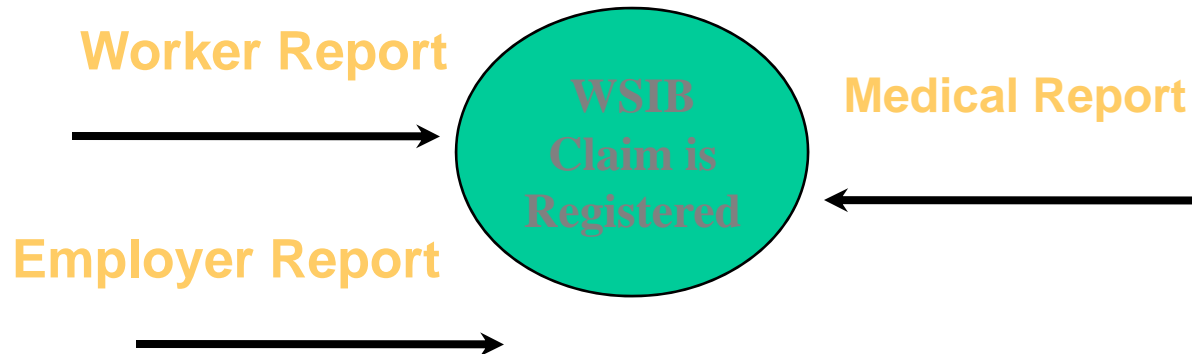 Worker Report
WSIB
Claim is
Registered
Medical Report
Employer Report